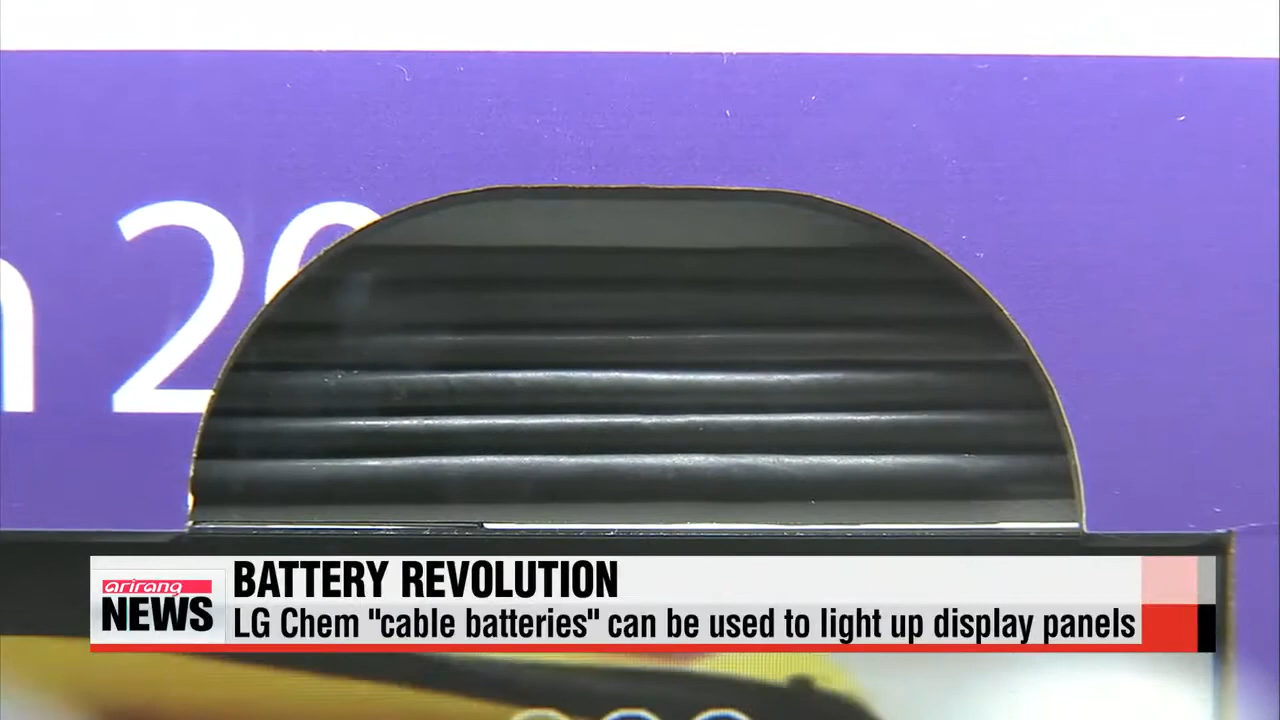 n 20
BATTERY REVOLUTION
arirang
NEWS
LG Chem "cable batteries" can be used to light up display panels